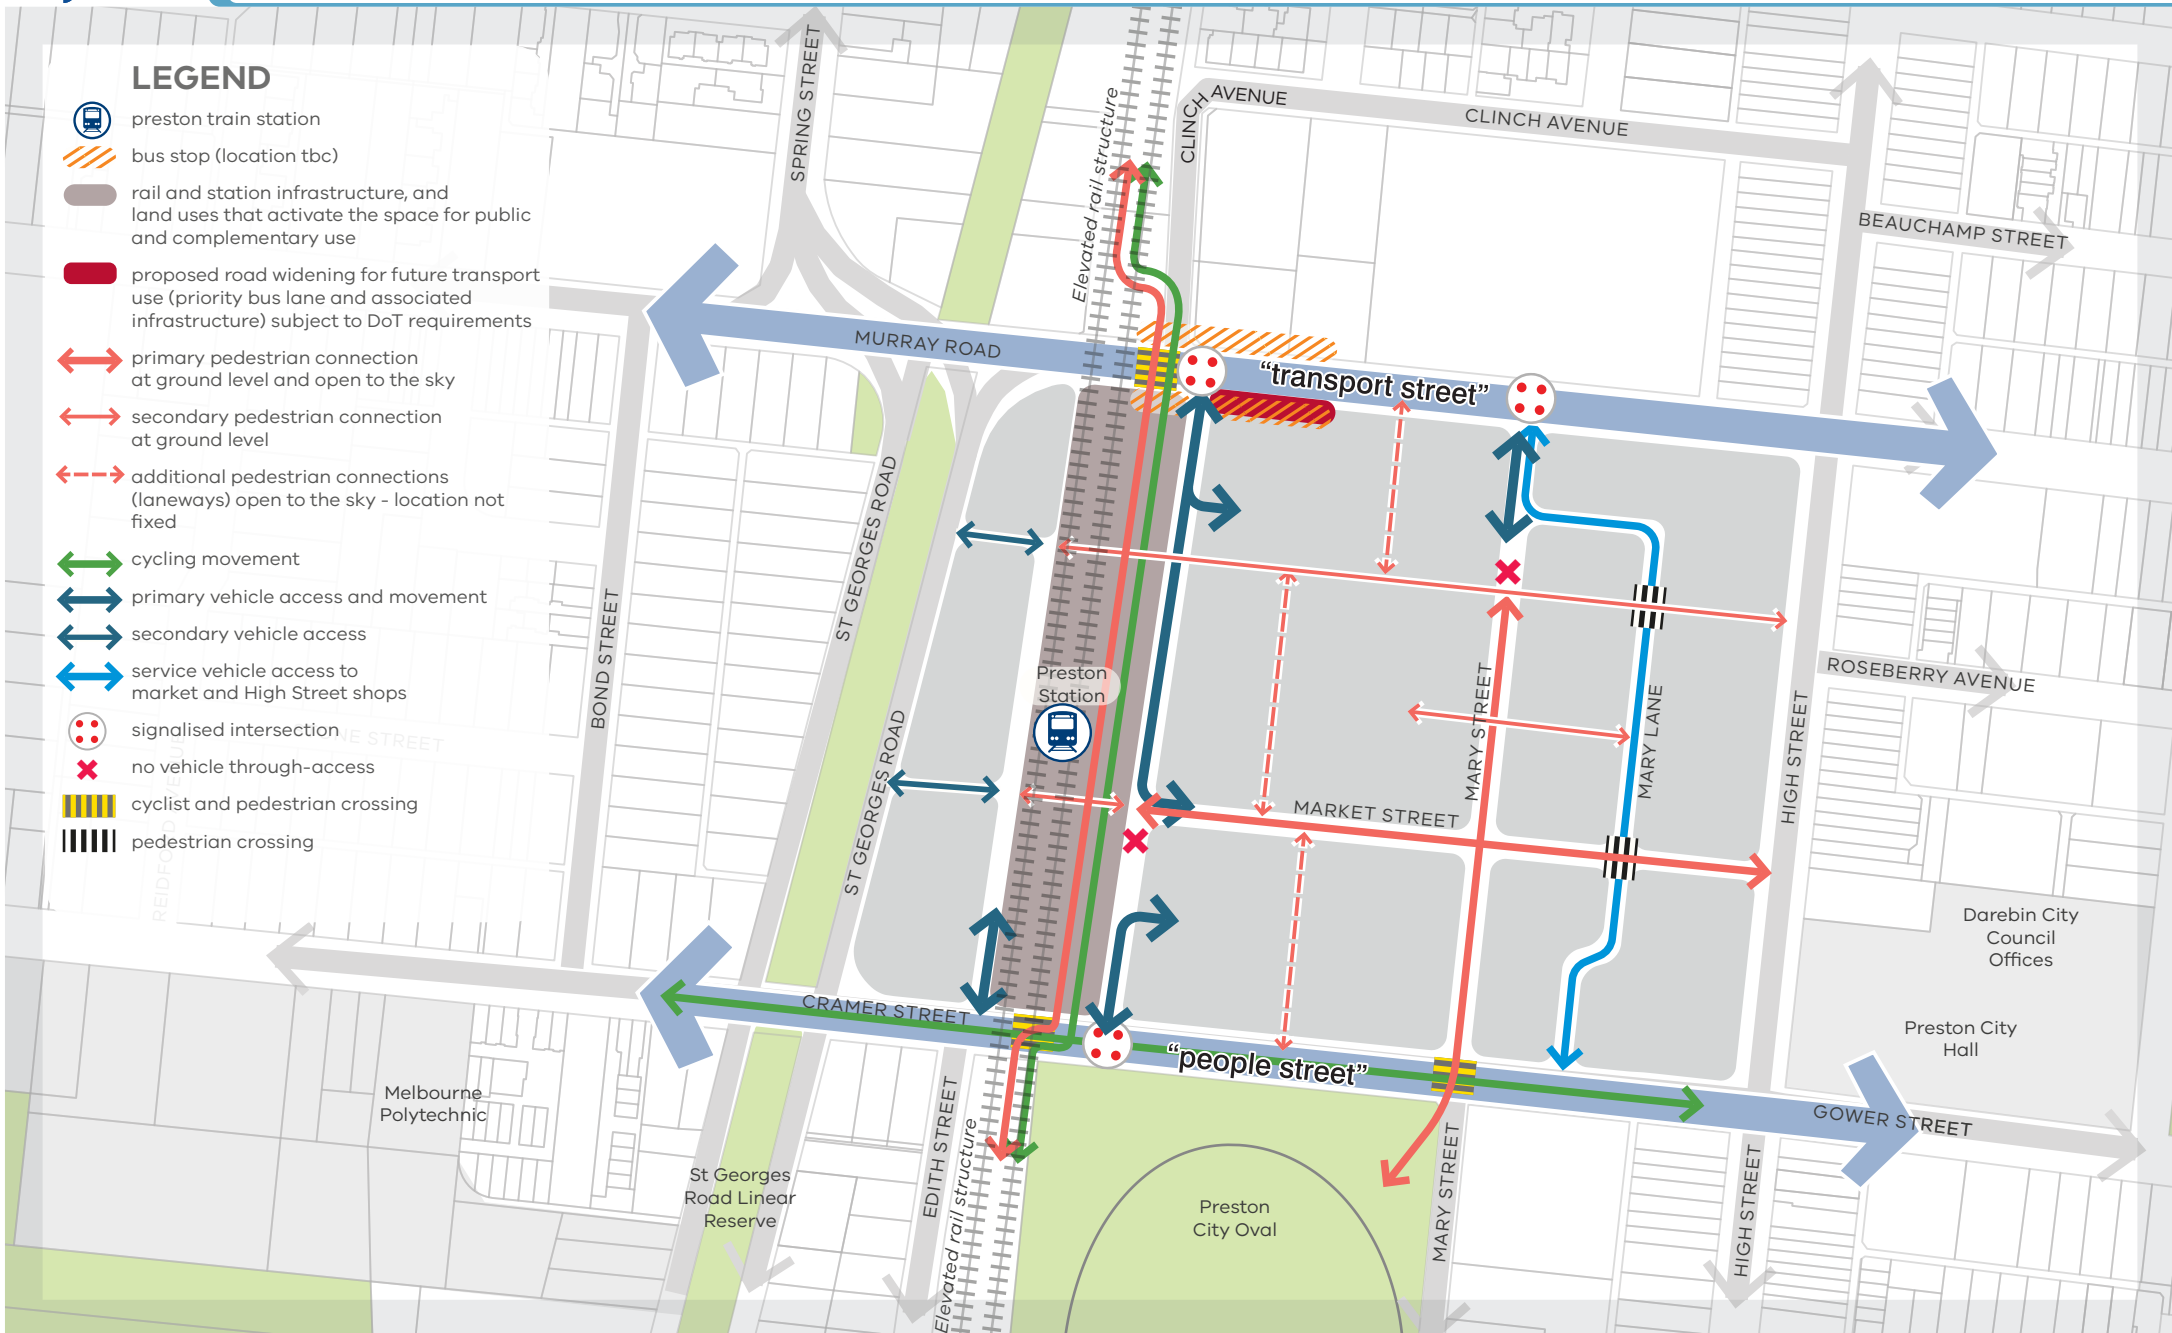 LEGEND
preston train station
bus stop (location tbc)
rail and station infrastructure, and
land uses that activate the space for public
and complementary use
proposed road widening for future transport
use (priority bus lane and associated
infrastructure) subject to DoT requirements
primary pedestrian connection
at ground level and open to the sky
secondary pedestrian connection
at ground level
additional pedestrian connections
(laneways) open to the sky - location not
fixed
cycling movement
primary vehicle access and movement
secondary vehicle access
service vehicle access to
market and High Street shops
signalised intersection
no vehicle through-access
cyclist and pedestrian crossing
pedestrian crossing
SPRING STREET
Elevated rail structure
CLINCH
AVENUE
CLINCH AVENUE
BEAUCHAMP STREET
MURRAY ROAD
“transport street”
ST GEORGES ROAD
BOND STREET
Preston
Station
MARY STREET
MARY LANE
ROSEBERRY AVENUE
HIGH STREET
ST GEORGES ROAD
MARKET STREET
Darebin City
Council
Offices
CRAMER STREET
“people street”
Preston City
Hall
GOWER STREET
Melbourne
Polytechnic
St Georges
Road Linear
Reserve
EDITH STREET
Elevated rail structure
Preston
City Oval
MARY STREET
HIGH STREET